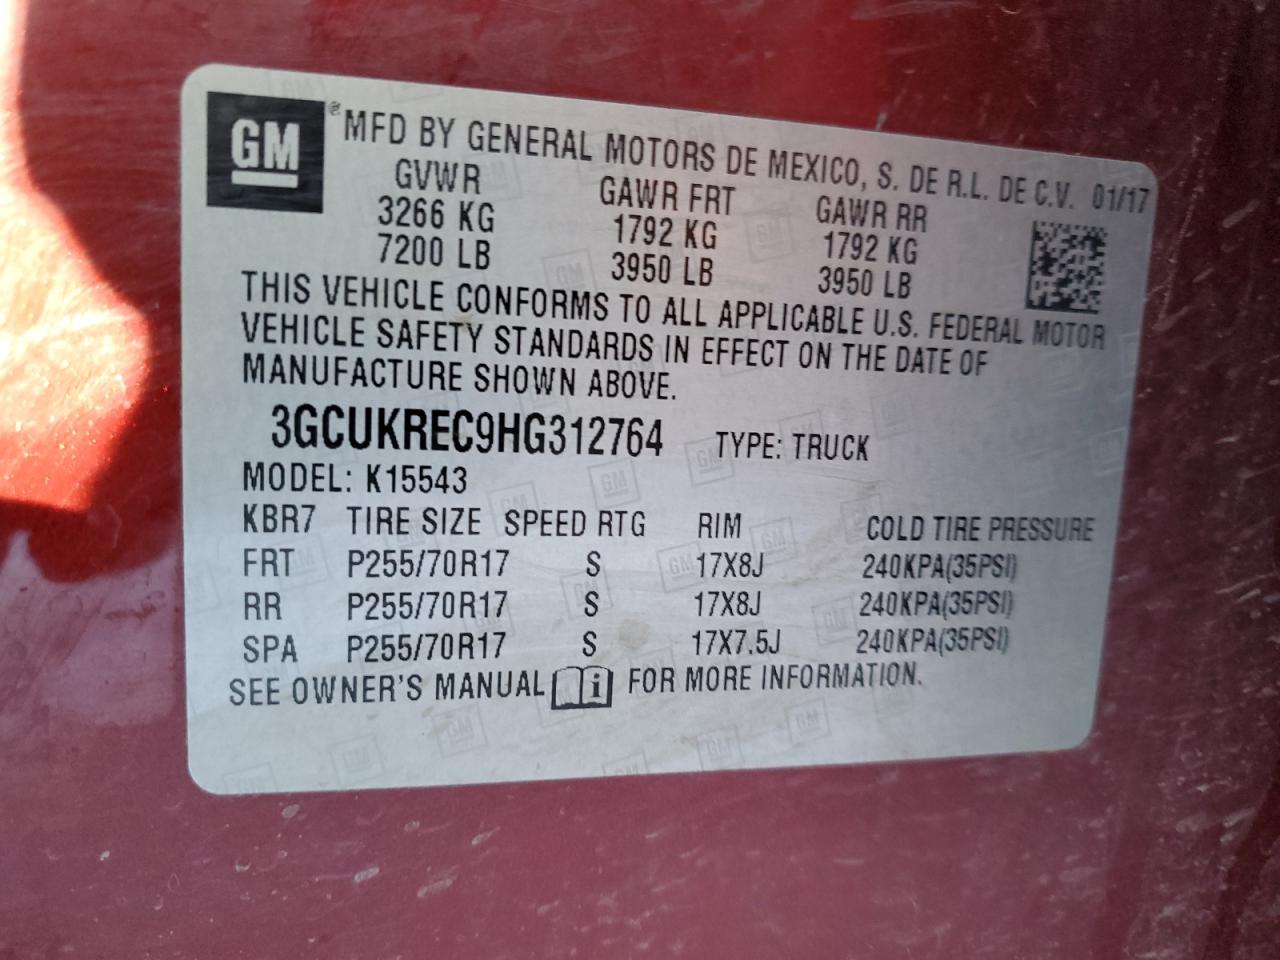 GM ® MFD BY GENERAL MOTORS DE MEXICO, S. DE R.L. DE C.V. 01/17
GVWR GAWR FRT GAWR RR
3266 KG 1792 KG 1792 KG
7200 LB 3950 LB 3950 LB
THIS VEHICLE CONFORMS TO ALL APPLICABLE U.S. FEDERAL MOTOR
VEHICLE SAFETY STANDARDS IN EFFECT ON THE DATE OF
MANUFACTURE SHOWN ABOVE.
3GCUKREC9HG312764 TYPE: TRUCK
MODEL: K15543
KBR7 TIRE SIZE SPEED RTG RIM COLD TIRE PRESSURE
FRT P255/70R17 S 17X8J 240KPA(35PSI)
RR P255/70R17 S 17X8J 240KPA(35PSI)
SPA P255/70R17 S 17X7.5J 240KPA(35PSI)
SEE OWNER'S MANUAL i FOR MORE INFORMATION.